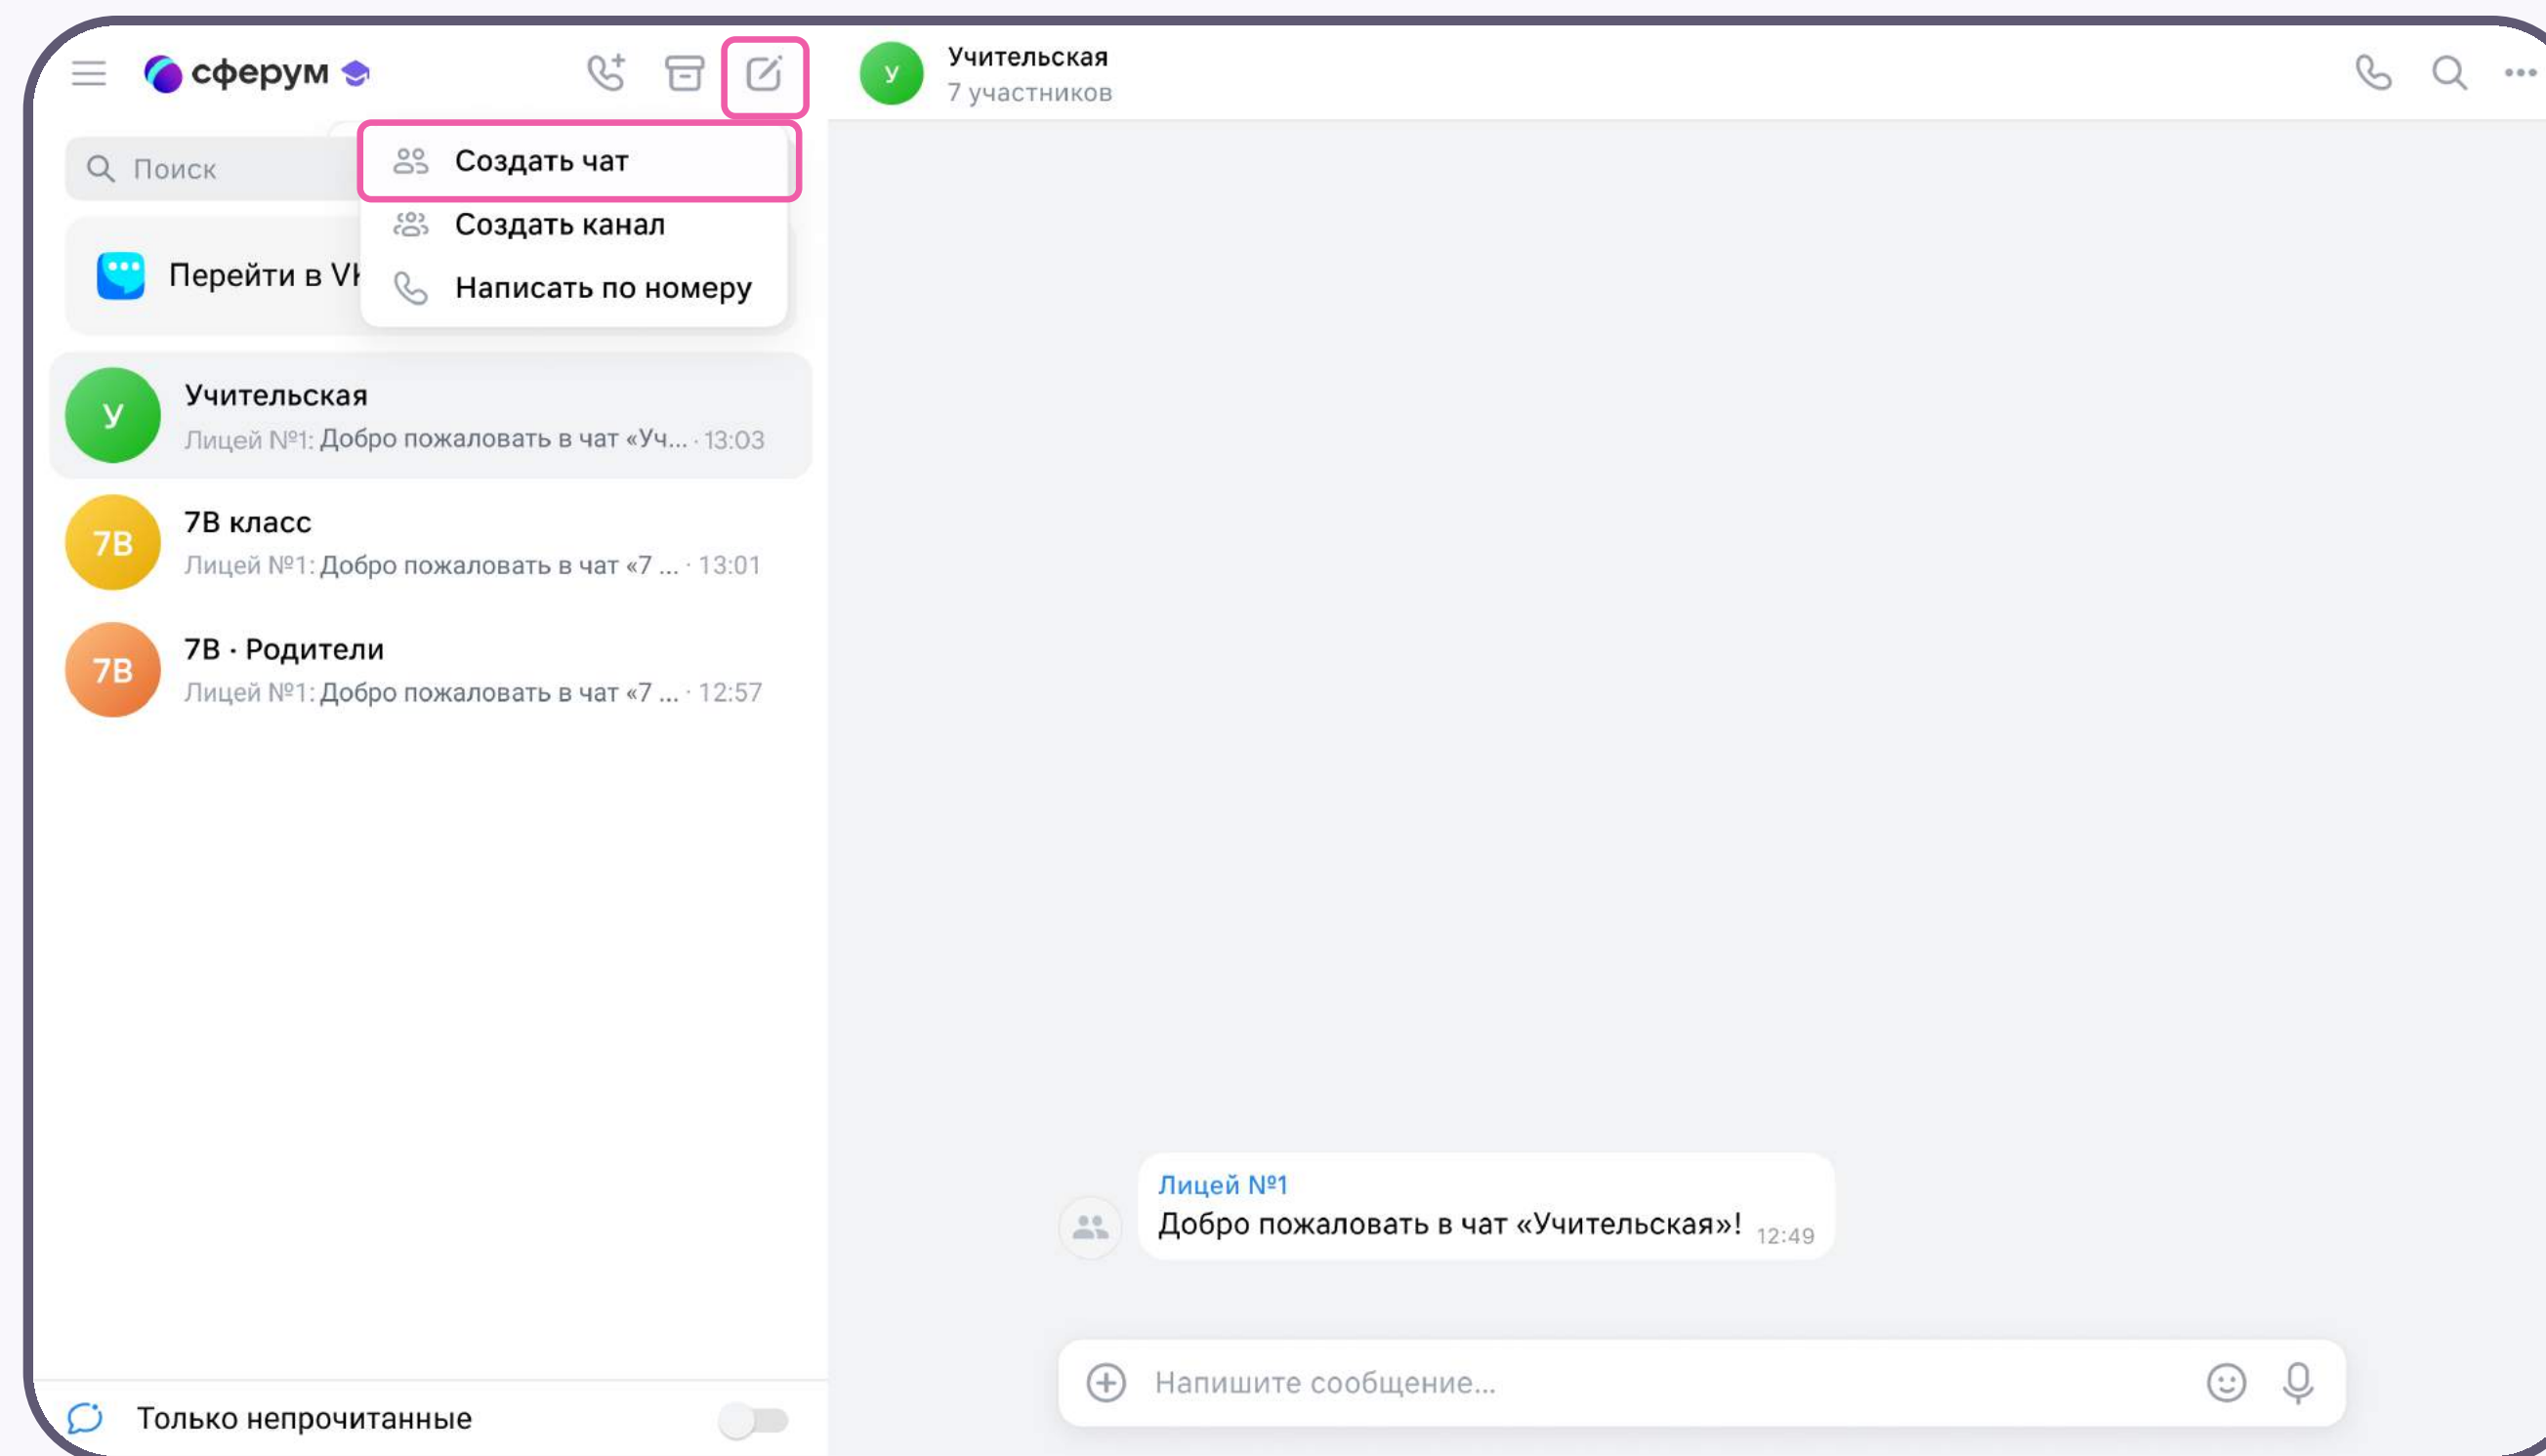 сферум
Поиск
Создать чат
Создать канал
Написать по номеру
Перейти в
Учительская
Лицей №1: Добро пожаловать в чат «Уч... · 13:03
7В класс
Лицей №1: Добро пожаловать в чат «7 ... · 13:01
7В · Родители
Лицей №1: Добро пожаловать в чат «7 ... · 12:57
У
7В
7В
Только непрочитанные
У
Учительская
7 участников
Лицей №1
Добро пожаловать в чат «Учительская»! 12:49
Напишите сообщение...